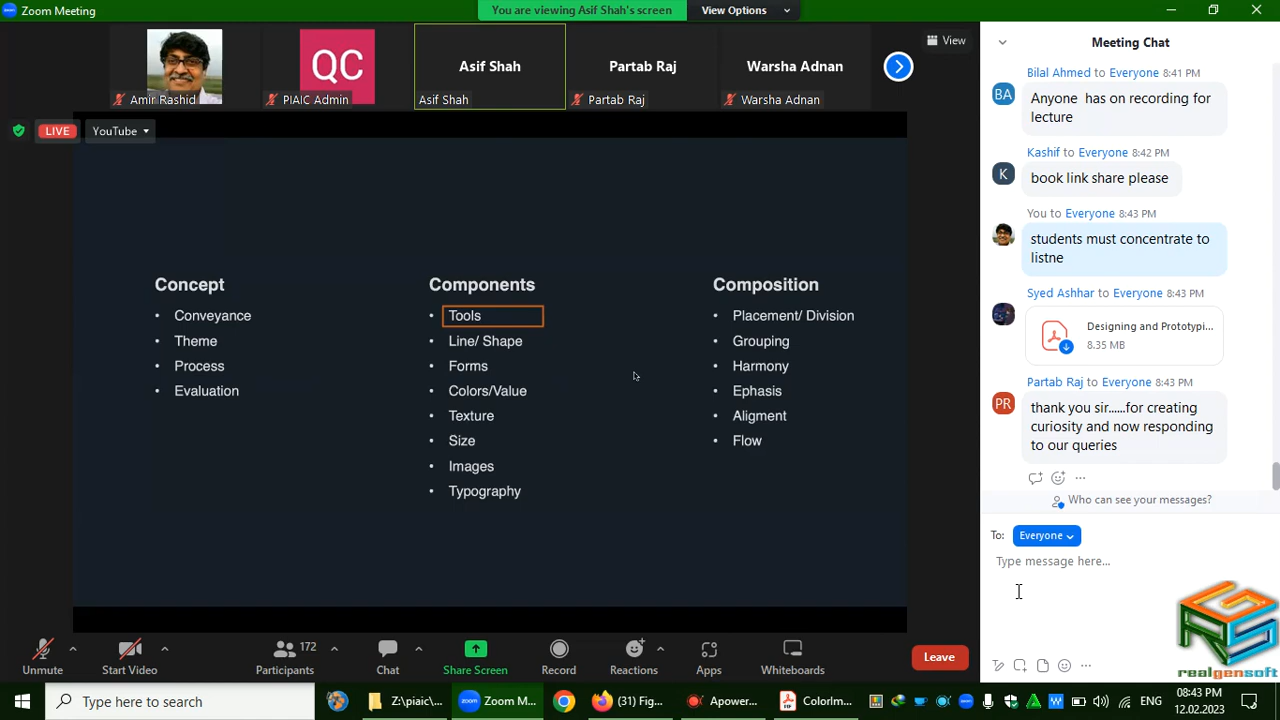 Zoom Meeting
You are viewing Asif Shah's screen
View Options
Asif Shah
Partab Raj
Warsha Adnan
View
QC
Amir Rashid
PIAIC Admin
Asif Shah
Partab Raj
Warsha Adnan
LIVE
YouTube
Concept
• Conveyance
• Theme
• Process
• Evaluation
Components
• Tools
• Line/ Shape
• Forms
• Colors/Value
• Texture
• Size
• Images
• Typography
Composition
• Placement/ Division
• Grouping
• Harmony
• Ephasis
• Aligment
• Flow
Meeting Chat
Bilal Ahmed to Everyone 8:41 PM
BA
Anyone has on recording for
lecture
Kashif to Everyone 8:42 PM
K
book link share please
You to Everyone 8:43 PM
students must concentrate to
listne
Syed Ashhar to Everyone 8:43 PM
Designing and Prototypi...
8.35 MB
Partab Raj to Everyone 8:43 PM
PR
thank you sir......for creating
curiosity and now responding
to our queries
Who can see your messages?
To: Everyone
Type message here...
realgensoft
Unmute
Start Video
172
Participants
Chat
Share Screen
Record
Reactions
Apps
Whiteboards
Leave
Type here to search
Z:\piaic\...
Zoom M...
(31) Fig...
Apower...
ColorIm...
ENG
08:43 PM
12.02.2023